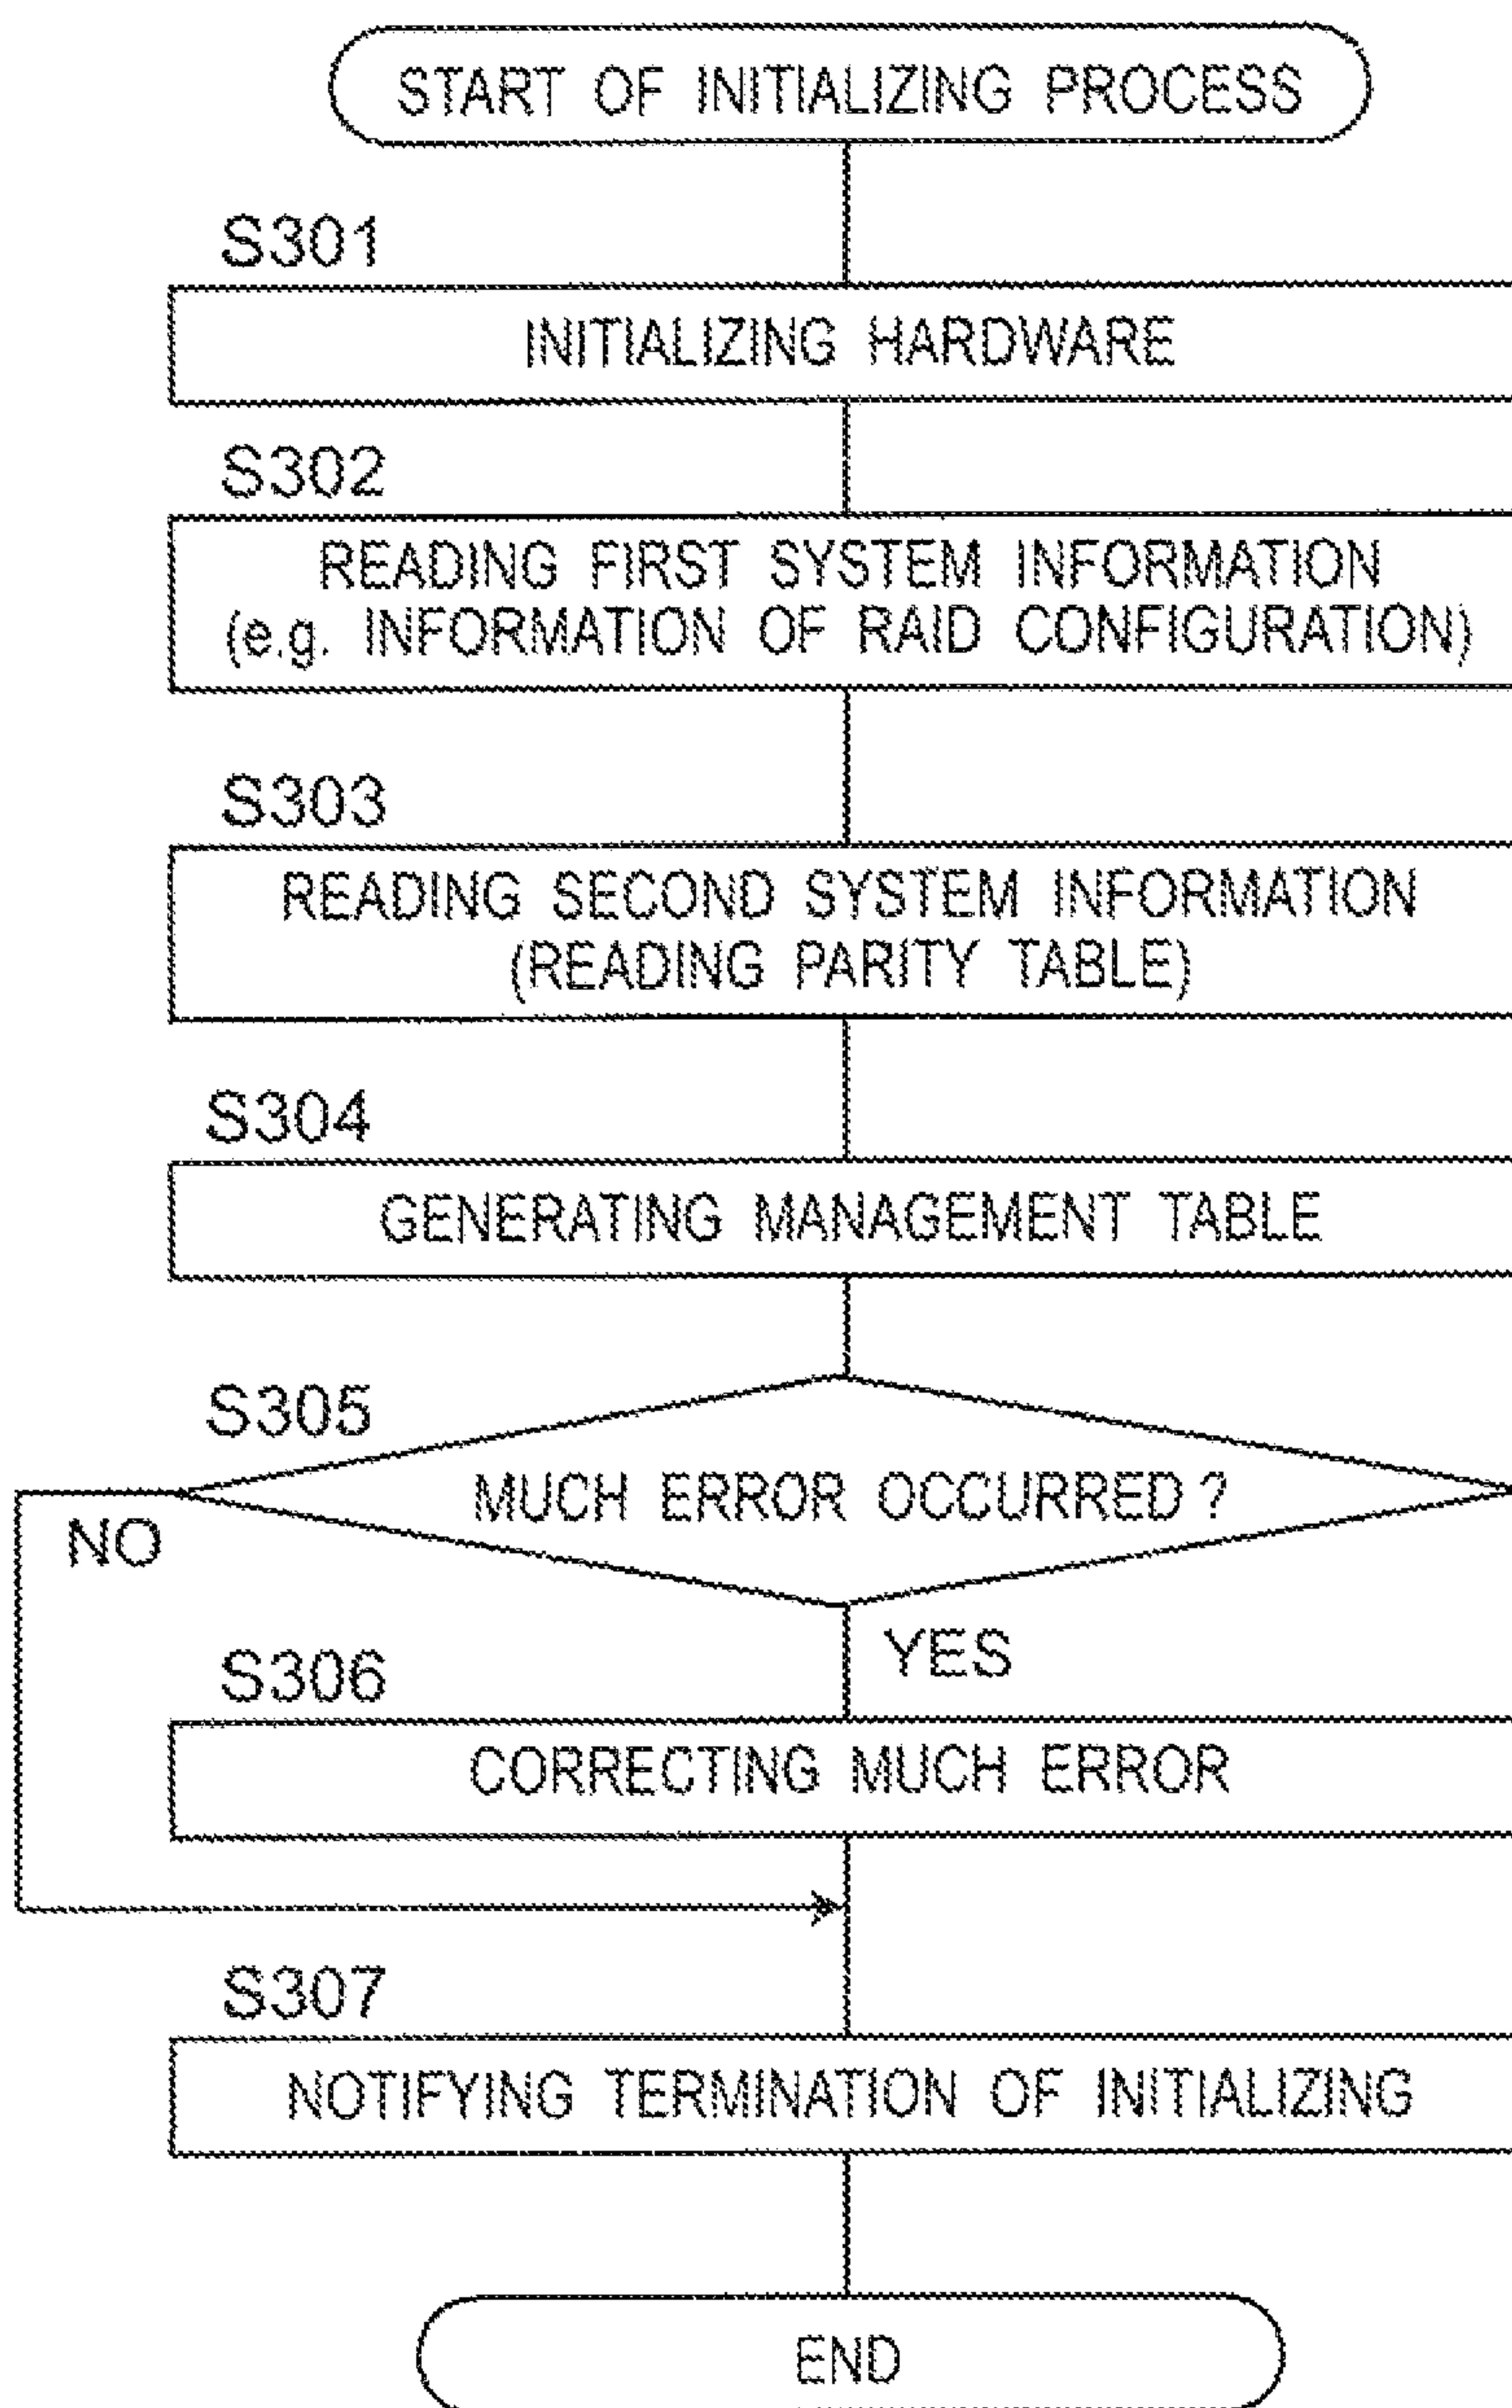 START OF INITIALIZING PROCESS
S301
INITIALIZING HARDWARE
S302
READING FIRST SYSTEM INFORMATION
(e.g. INFORMATION OF RAID CONFIGURATION)
S303
READING SECOND SYSTEM INFORMATION
(READING PARITY TABLE)
S304
GENERATING MANAGEMENT TABLE
S305
MUCH ERROR OCCURRED ?
NO
YES
S306
CORRECTING MUCH ERROR
S307
NOTIFYING TERMINATION OF INITIALIZING
END